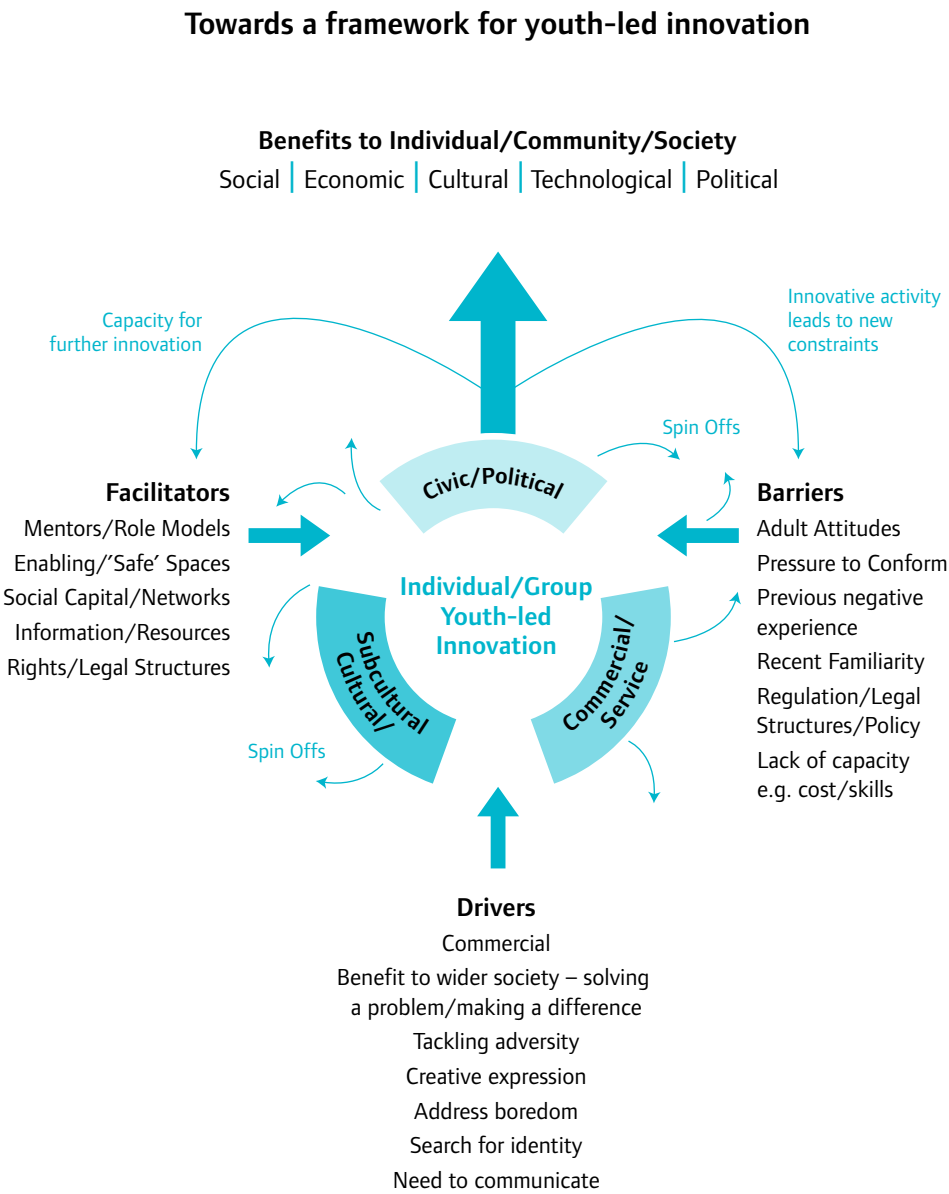 Towards a framework for youth-led innovation
Benefits to Individual/Community/Society
Social | Economic | Cultural | Technological | Political
Capacity for
further innovation
Innovative activity
leads to new
constraints
Spin Offs
Civic/Political
Facilitators
Mentors/Role Models
Enabling/‘Safe’ Spaces
Social Capital/Networks
Information/Resources
Rights/Legal Structures
Individual/Group
Youth-led
Innovation
Cultural/
Subcultural
Commercial/
Service
Barriers
Adult Attitudes
Pressure to Conform
Previous negative
experience
Recent Familiarity
Regulation/Legal
Structures/Policy
Lack of capacity
e.g. cost/skills
Spin Offs
Drivers
Commercial
Benefit to wider society – solving
a problem/making a difference
Tackling adversity
Creative expression
Address boredom
Search for identity
Need to communicate